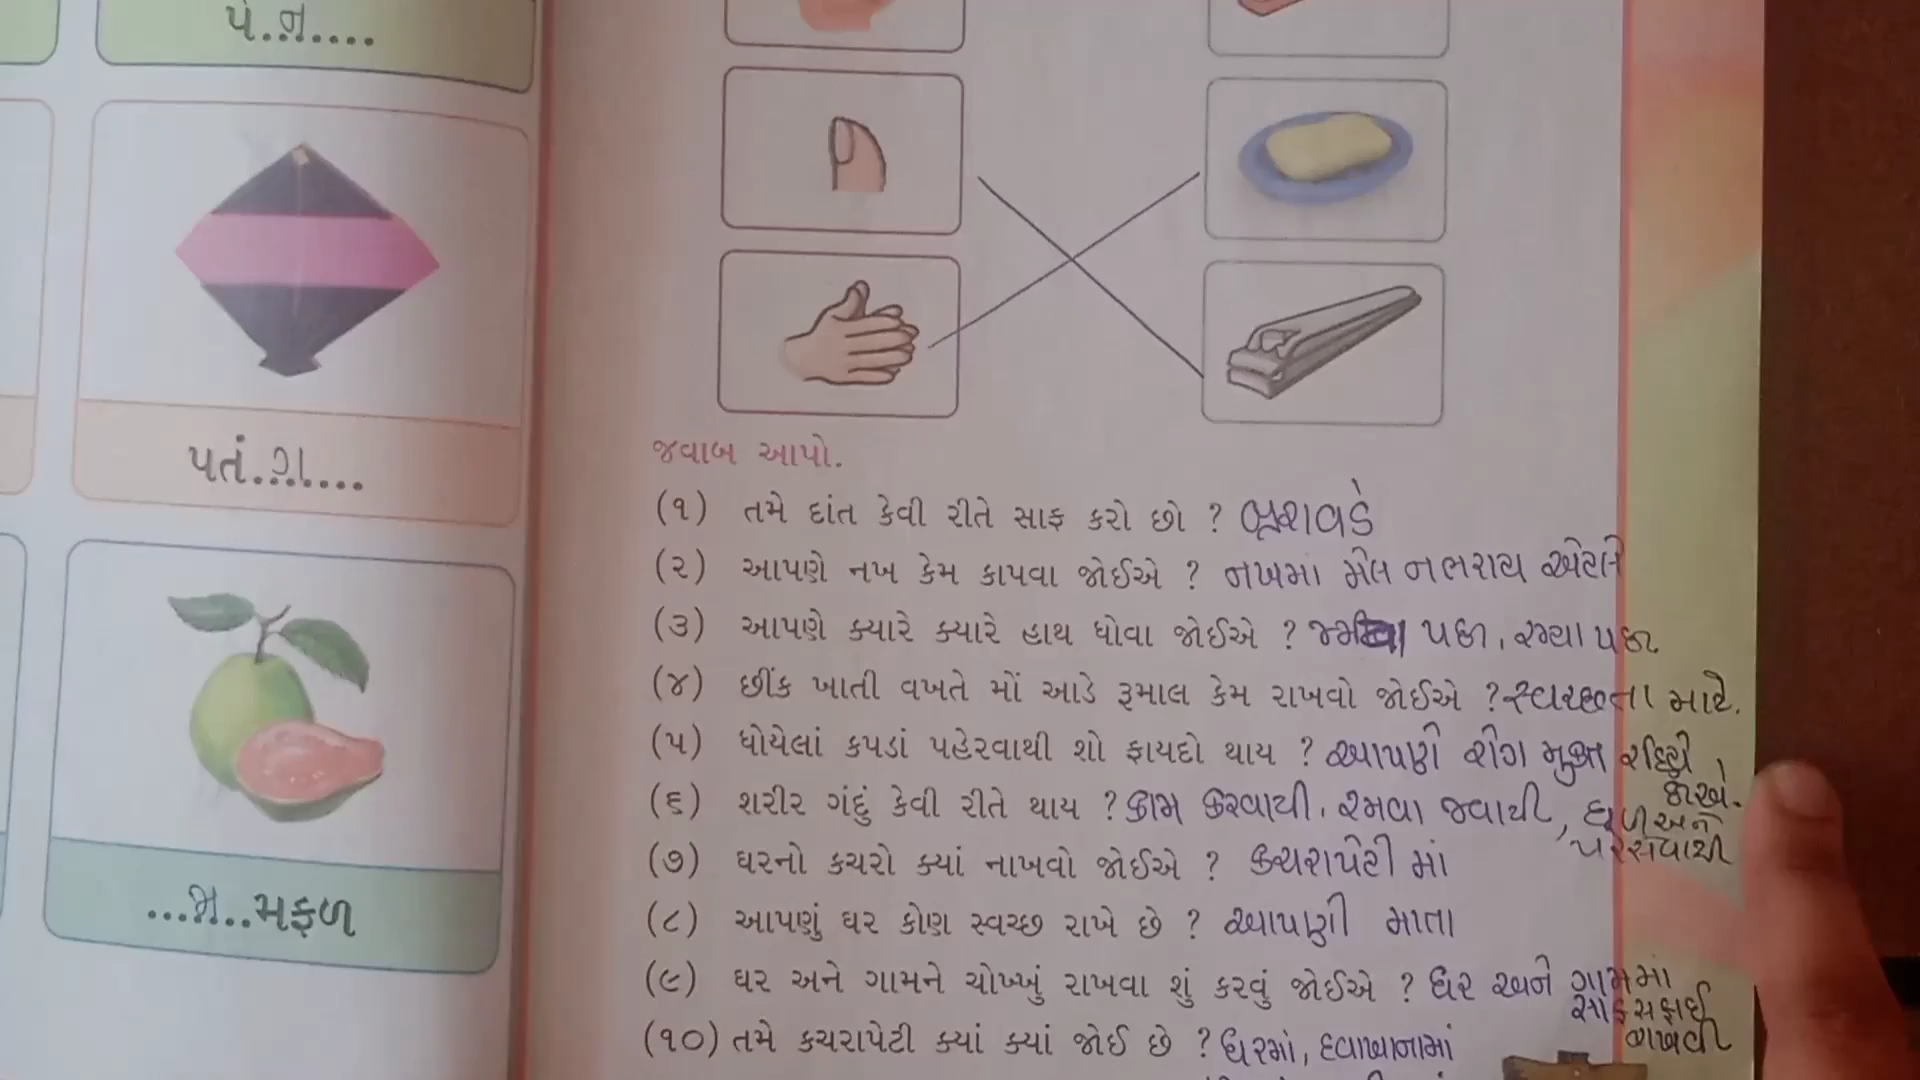 પે.ન....
પતં.ગ....
...જા..મફળ
જવાબ આપો.
(૧) તમે દાંત કેવી રીતે સાફ કરો છો ? બ્રશવડે
(૨) આપણે નખ કેમ કાપવા જોઈએ ? નખમાં મેલ ન ભરાય એટલે
(૩) આપણે ક્યારે ક્યારે હાથ ધોવા જોઈએ ? જમ્યા પછી, રમ્યા પછી
(૪) છીંક ખાતી વખતે મોં આડે રૂમાલ કેમ રાખવો જોઈએ ? સ્વચ્છતા માટે.
(૫) ધોયેલાં કપડાં પહેરવાથી શો ફાયદો થાય ? આપણે રોગ મુક્ત રહિયે
(૬) શરીર ગંદું કેવી રીતે થાય ? કામ કરવાથી, રમવા જવાથી, ધૂળ અને
પરસેવાથી
(૭) ઘરનો કચરો ક્યાં નાખવો જોઈએ ? કચરાપેટી માં
(૮) આપણું ઘર કોણ સ્વચ્છ રાખે છે ? આપણી માતા
(૯) ઘર અને ગામને ચોખ્ખું રાખવા શું કરવું જોઈએ ? ઘર અને ગામમાં
સાફસફાઈ
રાખવી
(૧૦) તમે કચરાપેટી ક્યાં ક્યાં જોઈ છે ? ઘરમાં, દવાખાનામાં